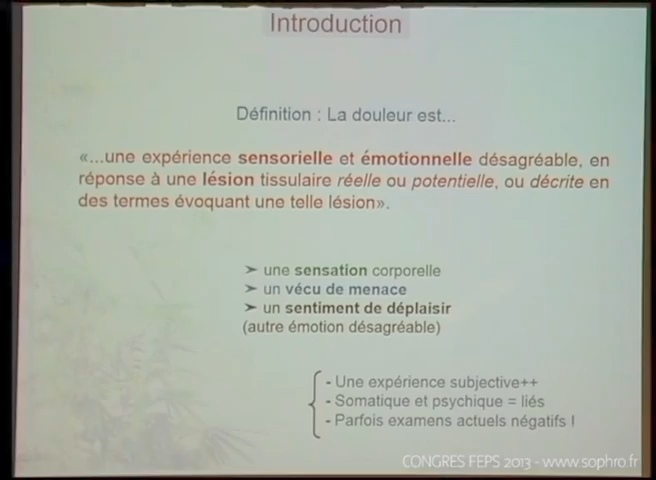 Introduction
Définition : La douleur est...
«...une expérience sensorielle et émotionnelle désagréable, en
réponse à une lésion tissulaire réelle ou potentielle, ou décrite en
des termes évoquant une telle lésion».
➤ une sensation corporelle
➤ un vécu de menace
➤ un sentiment de déplaisir
(autre émotion désagréable)
- Une expérience subjective++
- Somatique et psychique = liés
- Parfois examens actuels négatifs !
CONGRES FEPS 2013 - www.sophro.fr